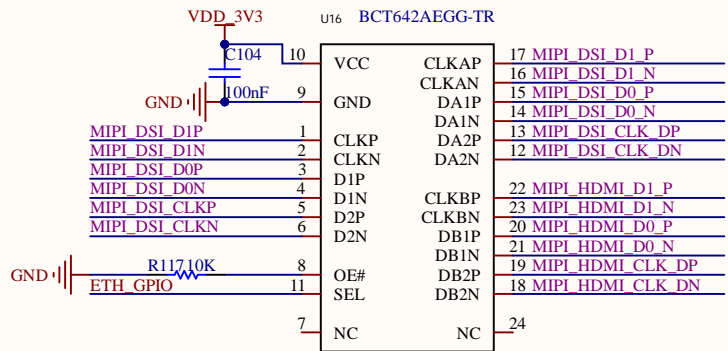 VDD_3V3
U16 BCT642AEGG-TR
C104
100nF
GND
10 VCC CLKAP 17 MIPI_DSI_D1_P
CLKAN 16 MIPI_DSI_D1_N
9 GND DA1P 15 MIPI_DSI_D0_P
DA1N 14 MIPI_DSI_D0_N
MIPI_DSI_D1P 1 CLKP DA2P 13 MIPI_DSI_CLK_DP
MIPI_DSI_D1N 2 CLKN DA2N 12 MIPI_DSI_CLK_DN
MIPI_DSI_D0P 3 D1P
MIPI_DSI_D0N 4 D1N CLKBP 22 MIPI_HDMI_D1_P
MIPI_DSI_CLKP 5 D2P CLKBN 23 MIPI_HDMI_D1_N
MIPI_DSI_CLKN 6 D2N DB1P 20 MIPI_HDMI_D0_P
DB1N 21 MIPI_HDMI_D0_N
GND R117 10K 8 OE# DB2P 19 MIPI_HDMI_CLK_DP
ETH_GPIO 11 SEL DB2N 18 MIPI_HDMI_CLK_DN
7 NC NC 24